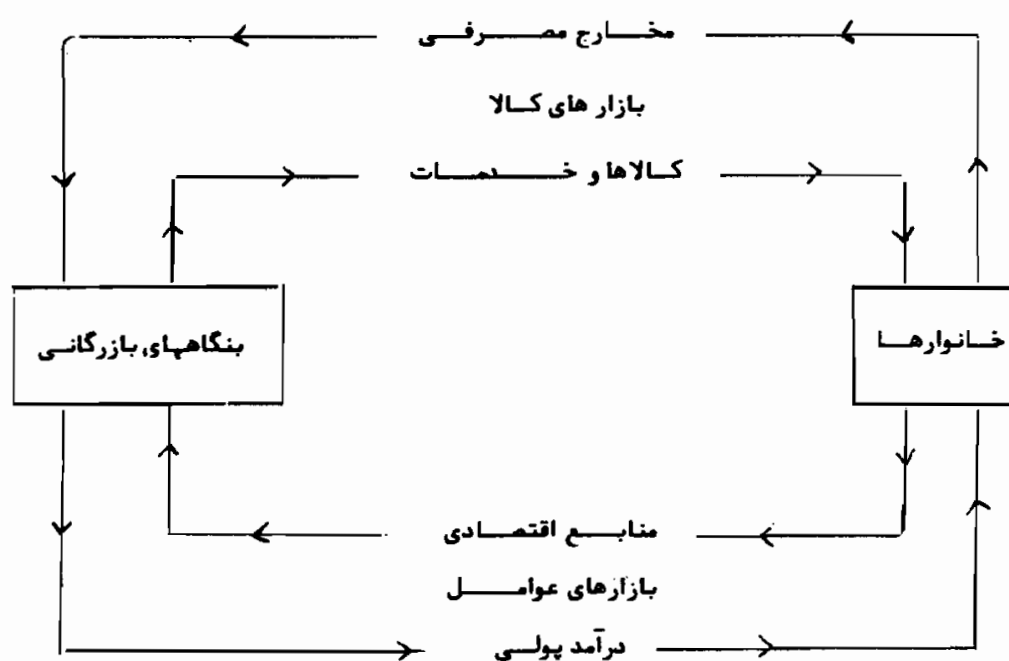 مخارج مصرفی
بازار های کالا
کالاها و خدمات
خانوارها
بنگاههای بازرگانی
منابع اقتصادی
بازارهای عوامل
درآمد پولی